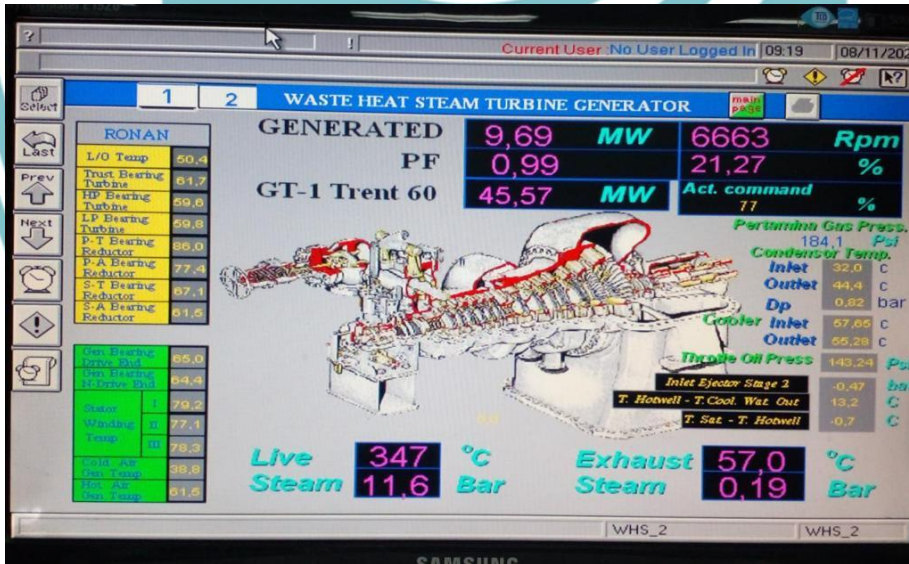 ?
!
Current User :No User Logged In 09:19 08/11/202
Select
1 2 WASTE HEAT STEAM TURBINE GENERATOR main page
Last
Prev
Next
RONAN
L/O Temp 50,4
Trust Bearing Turbine 61,7
HP Bearing Turbine 59,6
LP Bearing Turbine 59,8
P-T Bearing Reductor 86,0
P-A Bearing Reductor 77,4
S-T Bearing Reductor 67,1
S-A Bearing Reductor 61,5
Gen Bearing Drive End 65,0
Gen Bearing N-Drive End 64,4
Stator Winding Temp
I 79,2
II 77,1
III 78,3
Cold Air Gen Temp 38,8
Hot Air Gen Temp 61,5
GENERATED 9,69 MW 6663 Rpm
PF 0,99 21,27 %
GT-1 Trent 60 45,57 MW Act. command 77 %
Pertamina Gas Press.
184,1 Psi
Condensor Temp.
Inlet 32,0 C
Outlet 44,4 C
Dp 0,82 bar
Cooler Inlet 57,65 C
Outlet 55,28 C
Throttle Oil Press 143,24 Psi
Inlet Ejector Stage 2 -0,47 ba
T. Hotwell - T.Cool. Wat. Out 13,2 C
T. Sat - T. Hotwell -0,7 C
Live Steam
347 °C
11,6 Bar
Exhaust Steam
57,0 °C
0,19 Bar
WHS_2 WHS_2
SAMSUNG